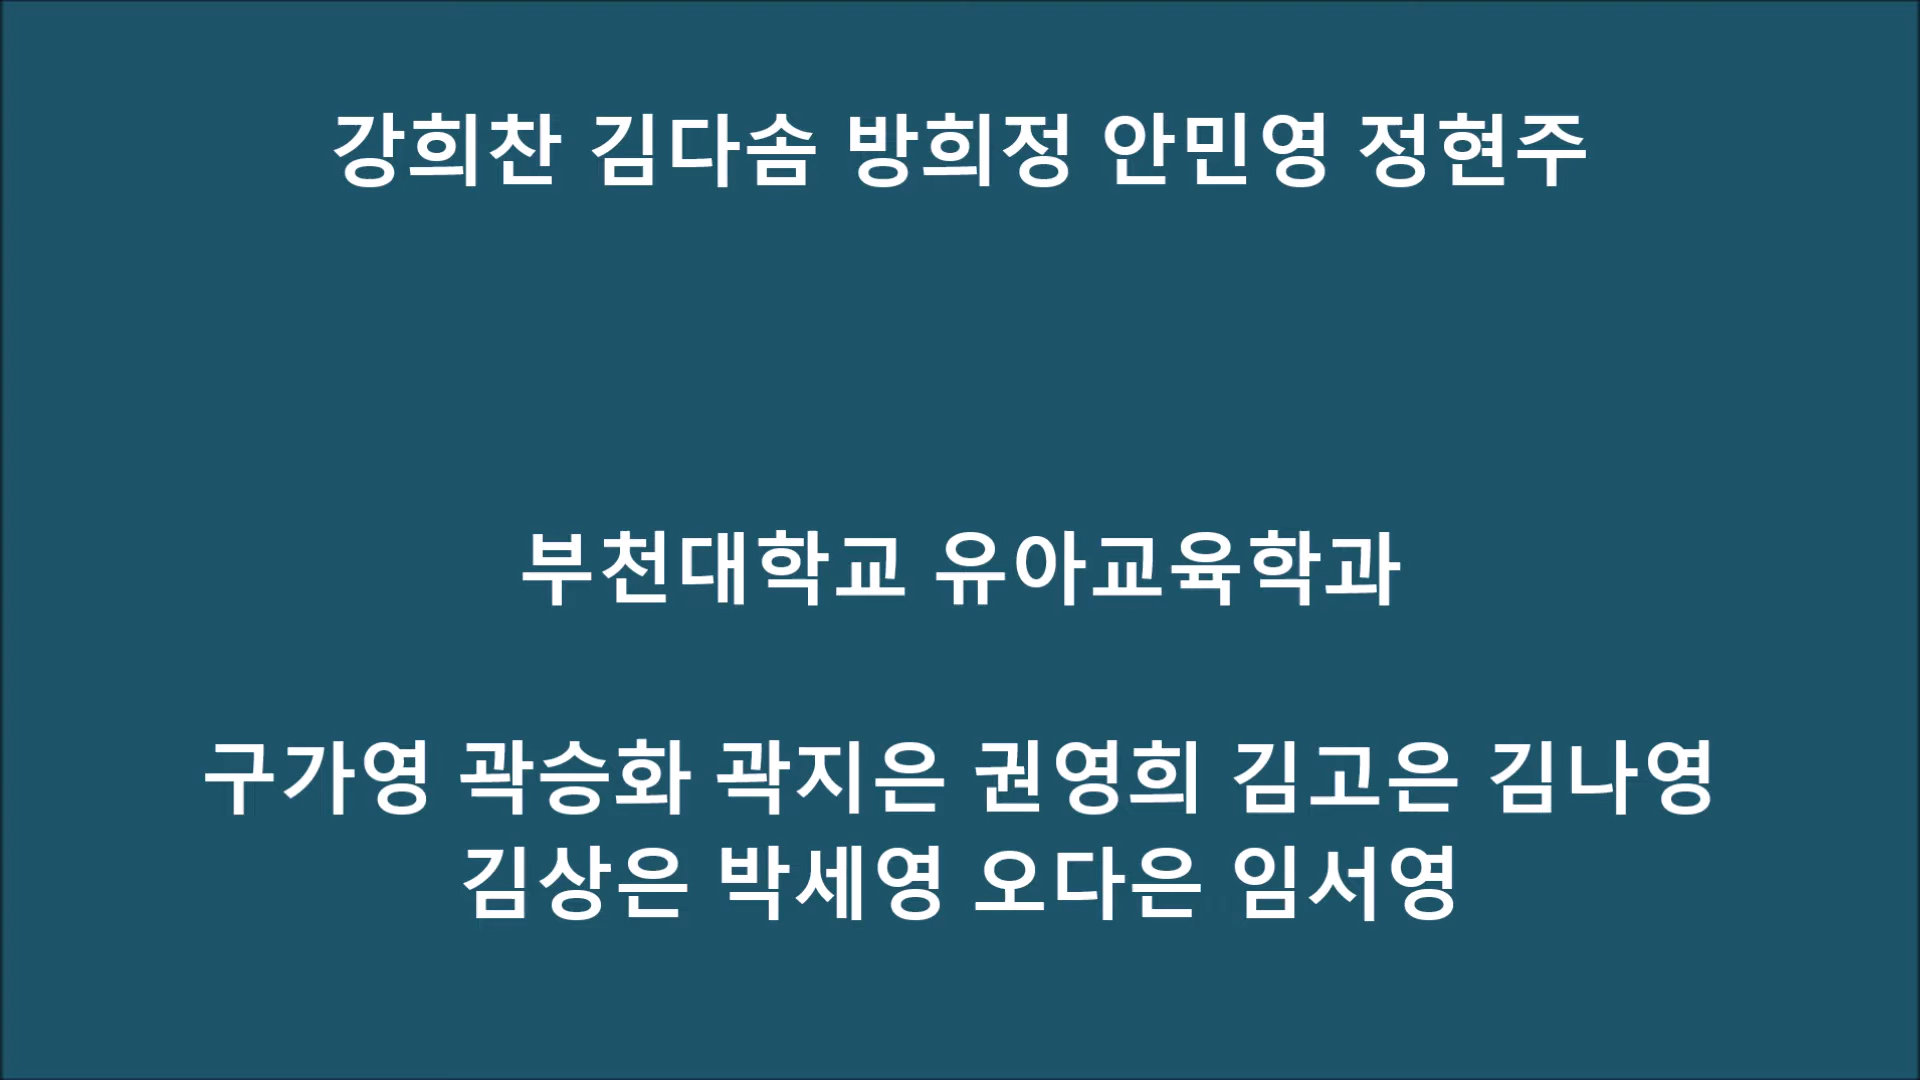 강희찬 김다솜 방희정 안민영 정현주
부천대학교 유아교육학과
구가영 곽승화 곽지은 권영희 김고은 김나영
김상은 박세영 오다은 임서영